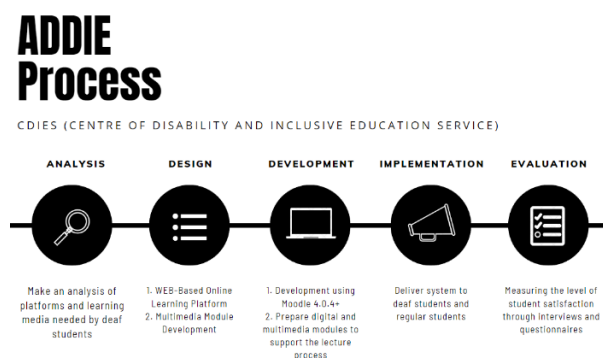 ADDIE
Process
CDIES (CENTRE OF DISABILITY AND INCLUSIVE EDUCATION SERVICE)
ANALYSIS
DESIGN
DEVELOPMENT
IMPLEMENTATION
EVALUATION
Make an analysis of
platforms and learning
media needed by deaf
students
1. WEB-Based Online
Learning Platform
2. Multimedia Module
Development
1. Development using
Moodle 4.0.4+
2. Prepare digital and
multimedia modules to
support the lecture
process
Deliver system to
deaf students and
regular students
Measuring the level of
student satisfaction
through interviews and
questionnaires